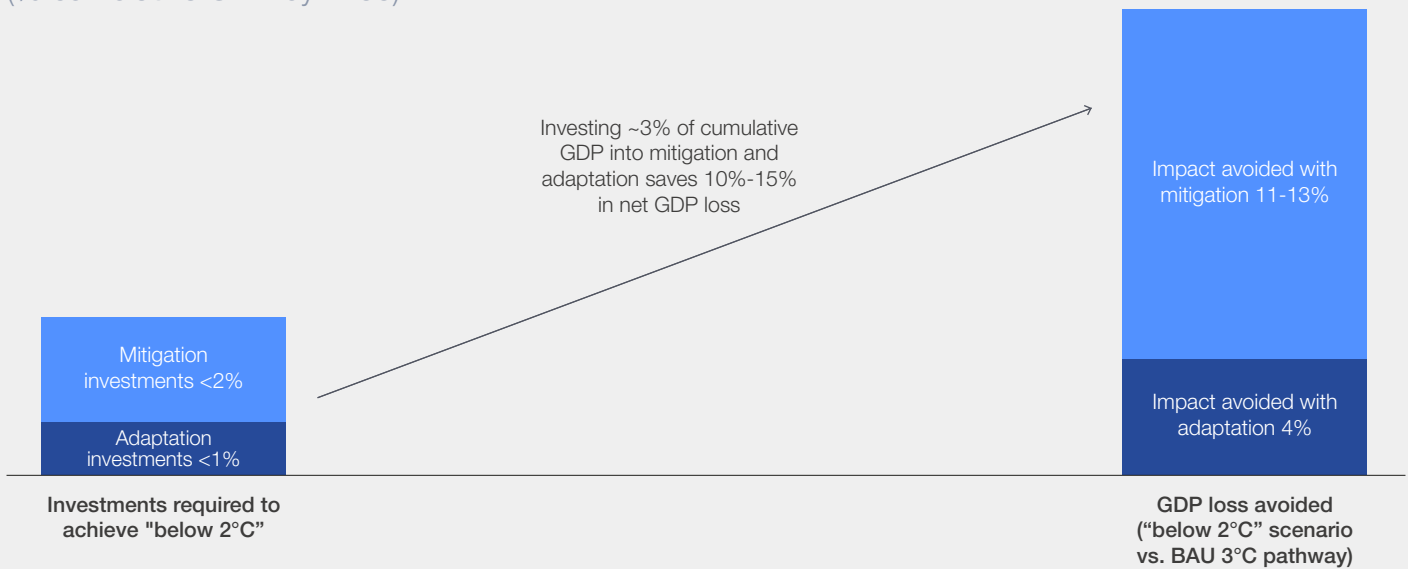 Investing ~3% of cumulative
GDP into mitigation and
adaptation saves 10%-15%
in net GDP loss
Impact avoided with
mitigation 11-13%
Mitigation
investments <2%
Adaptation
investments <1%
Impact avoided with
adaptation 4%
Investments required to
achieve "below 2°C”
GDP loss avoided
(“below 2°C” scenario
vs. BAU 3°C pathway)